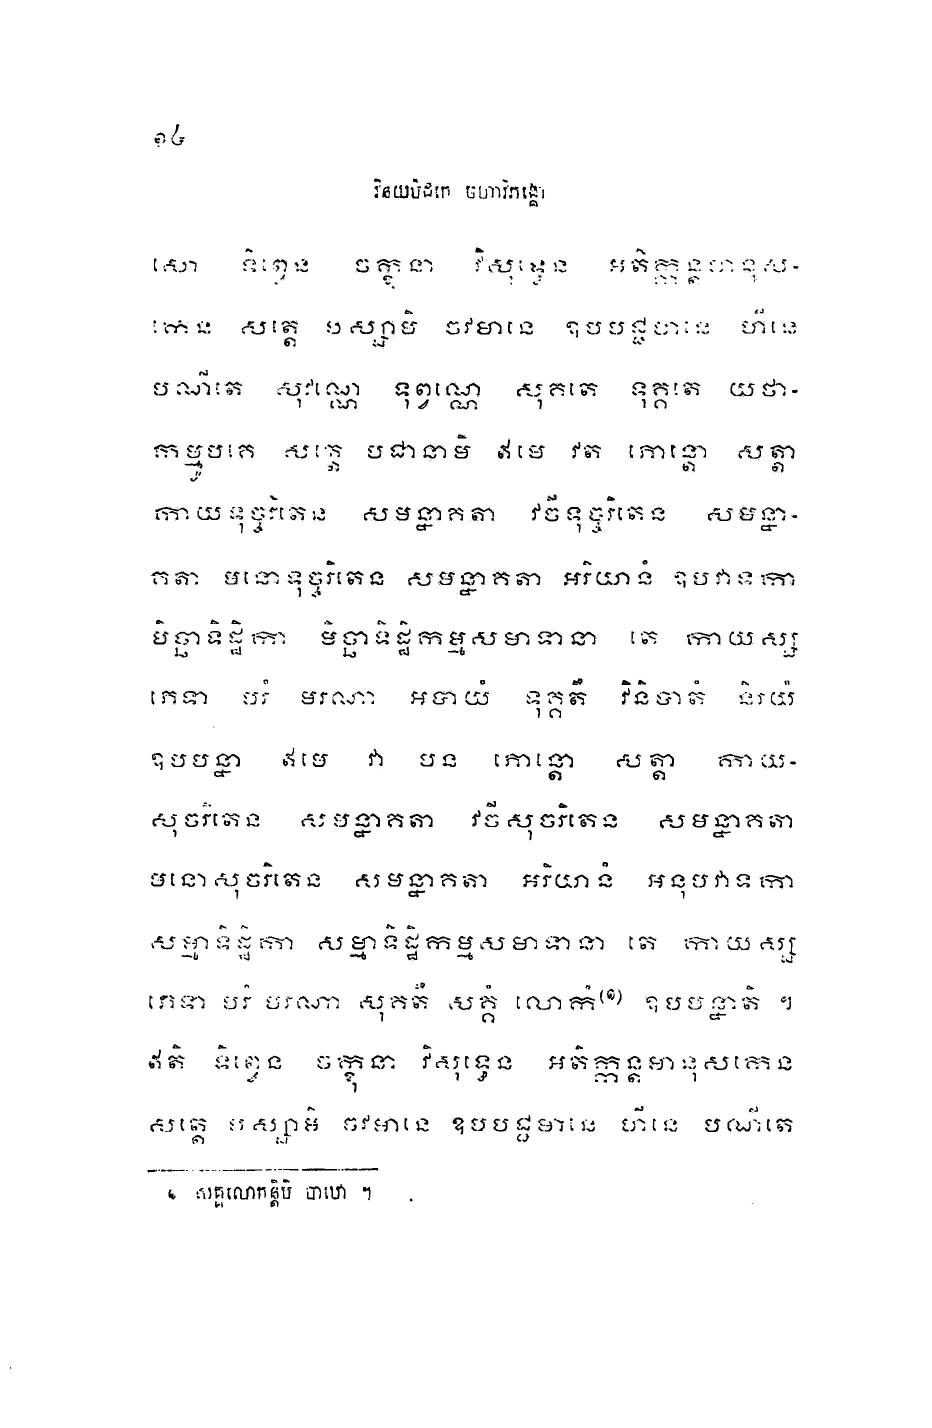 ១៤
វិនយបិដកេ មហាវិភង្គោ
សោ ទិព្វេន ចក្ខុនា វិសុទ្ធេន អតិក្កន្តមានុស-
កេន សត្តេ បស្សាមិ ចវមានេ ឧបបជ្ជមានេ ហីនេ
បណីតេ សុវណ្ណេ ទុព្វណ្ណេ សុគតេ ទុគ្គតេ យថា-
កម្មូបគេ សត្តេ បជានាមិ ឥមេ វត ភោន្តោ សត្តា
កាយទុច្ចរិតេន សមន្នាគតា វចីទុច្ចរិតេន សមន្នា-
គតា មនោទុច្ចរិតេន សមន្នាគតា អរិយានំ ឧបវាទកា
មិច្ឆាទិដ្ឋិកា មិច្ឆាទិដ្ឋិកម្មសមាទានា តេ កាយស្ស
ភេទា បរំ មរណា អបាយំ ទុគ្គតឹ វិនិបាតំ និរយំ
ឧបបន្នា ឥមេ វា បន ភោន្តោ សត្តា កាយ-
សុចរិតេន សមន្នាគតា វចីសុចរិតេន សមន្នាគតា
មនោសុចរិតេន សមន្នាគតា អរិយានំ អនុបវាទកា
សម្មាទិដ្ឋិកា សម្មាទិដ្ឋិកម្មសមាទានា តេ កាយស្ស
ភេទា បរំ មរណា សុគតឹ សគ្គំ លោកំ(១) ឧបបន្នាតិ ។
ឥតិ ទិព្វេន ចក្ខុនា វិសុទ្ធេន អតិក្កន្តមានុសកេន
សត្តេ បស្សាមិ ចវមានេ ឧបបជ្ជមានេ ហីនេ បណីតេ
១ សគ្គលោកន្តិបិ បាឋោ ។